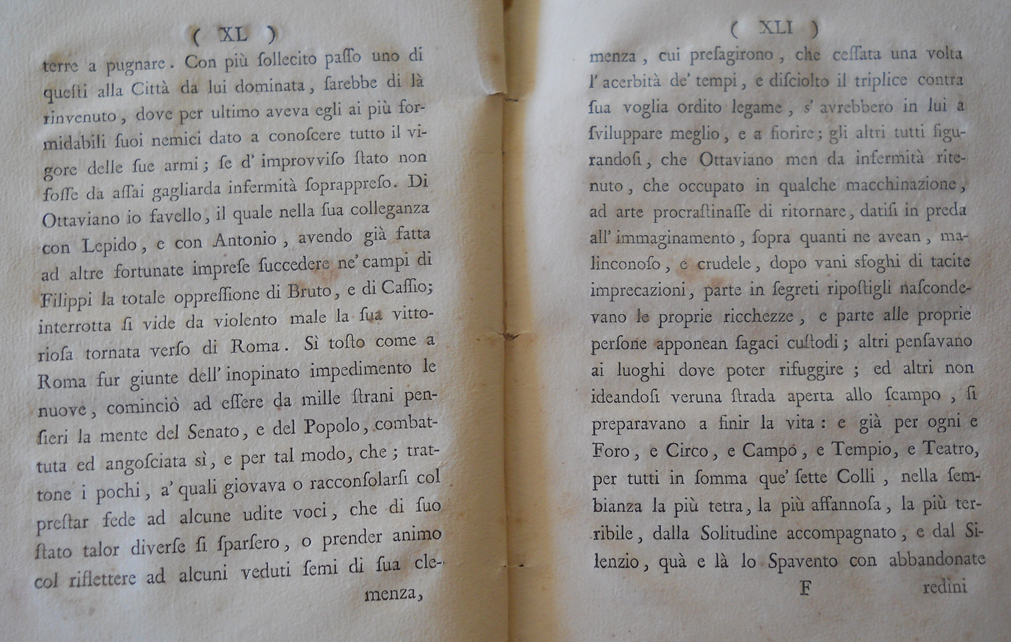 ( XL )
terre a pugnare. Con più ſollecito paſſo uno di
queſti alla Città da lui dominata, ſarebbe di là
rinvenuto, dove per ultimo aveva egli ai più for-
midabili ſuoi nemici dato a conoſcere tutto il vi-
gore delle ſue armi; ſe d' improvviſo ſtato non
foſſe da aſſai gagliarda infermità ſopрappreſo. Di
Ottaviano io favello, il quale nella ſua colleganza
con Lepido, e con Antonio, avendo già fatta
ad altre fortunate impreſe ſuccedere ne' campi di
Filippi la totale oppreſſione di Bruto, e di Caſſio;
interrotta ſi vide da violento male la ſua vitto-
rioſa tornata verſo di Roma. Sì toſto come a
Roma fur giunte dell' inopinato impedimento le
nuove, cominciò ad eſſere da mille ſtrani pen-
ſieri la mente del Senato, e del Popolo, combat-
tuta ed angoſciata sì, e per tal modo, che; trat-
tone i pochi, a' quali giovava o racconſolarſi col
preſtar fede ad alcune udite voci, che di ſuo
ſtato talor diverſe ſi ſparſero, o prender animo
col riflettere ad alcuni veduti ſemi di ſua cle-
menza,
( XLI )
menza, cui preſagirono, che ceſſata una volta
l' acerbità de' tempi, e diſciolto il triplice contra
ſua voglia ordito legame, s' avrebbero in lui a
ſviluppare meglio, e a fiorire; gli altri tutti figu-
randoſi, che Ottaviano men da infermità rite-
nuto, che occupato in qualche macchinazione,
ad arte procraſtinaſſe di ritornare, datiſi in preda
all' immaginamento, ſopra quanti ne avean, ma-
linconoſo, e crudele, dopo vani sfoghi di tacite
imprecazioni, parte in ſegreti ripoſtigli naſconde-
vano le proprie ricchezze, e parte alle proprie
perſone apponean ſagaci cuſtodi; altri penſavano
ai luoghi dove poter rifuggire; ed altri non
ideandoſi veruna ſtrada aperta allo ſcampo, ſi
preparavano a finir la vita: e già per ogni e
Foro, e Circo, e Campo, e Tempio, e Teatro,
per tutti in ſomma que' ſette Colli, nella ſem-
bianza la più tetra, la più affannoſa, la più ter-
ribile, dalla Solitudine accompagnato, e dal Si-
lenzio, quà e là lo Spavento con abbandonate
F redini